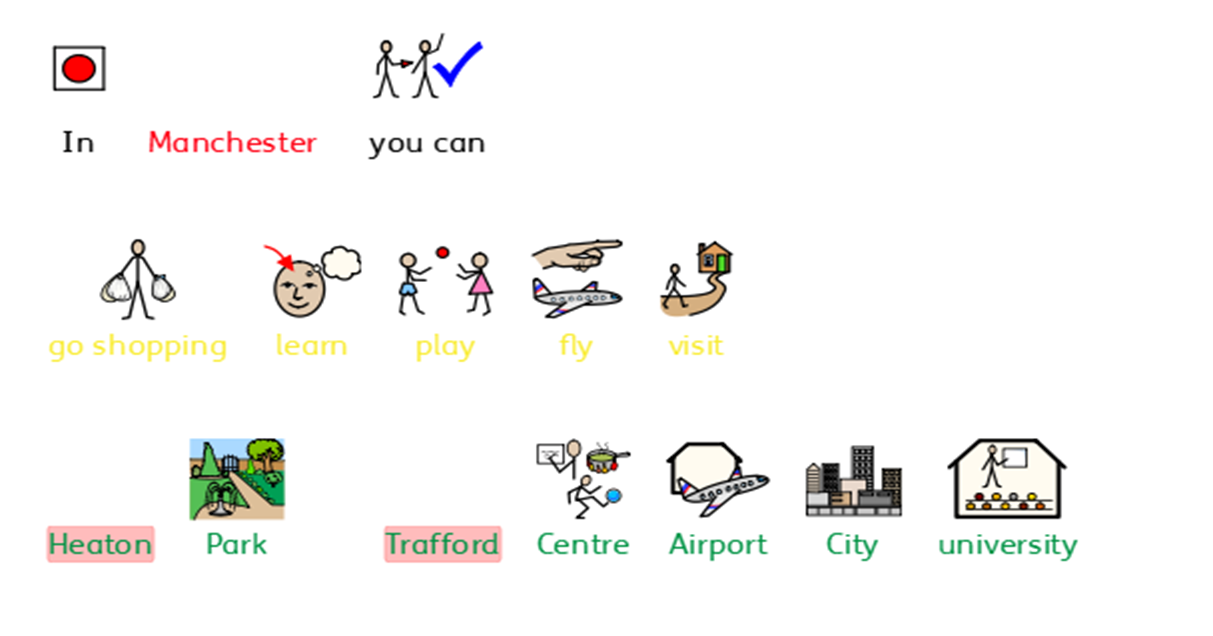 In Manchester you can
go shopping learn play fly visit
Heaton Park Trafford Centre Airport City university